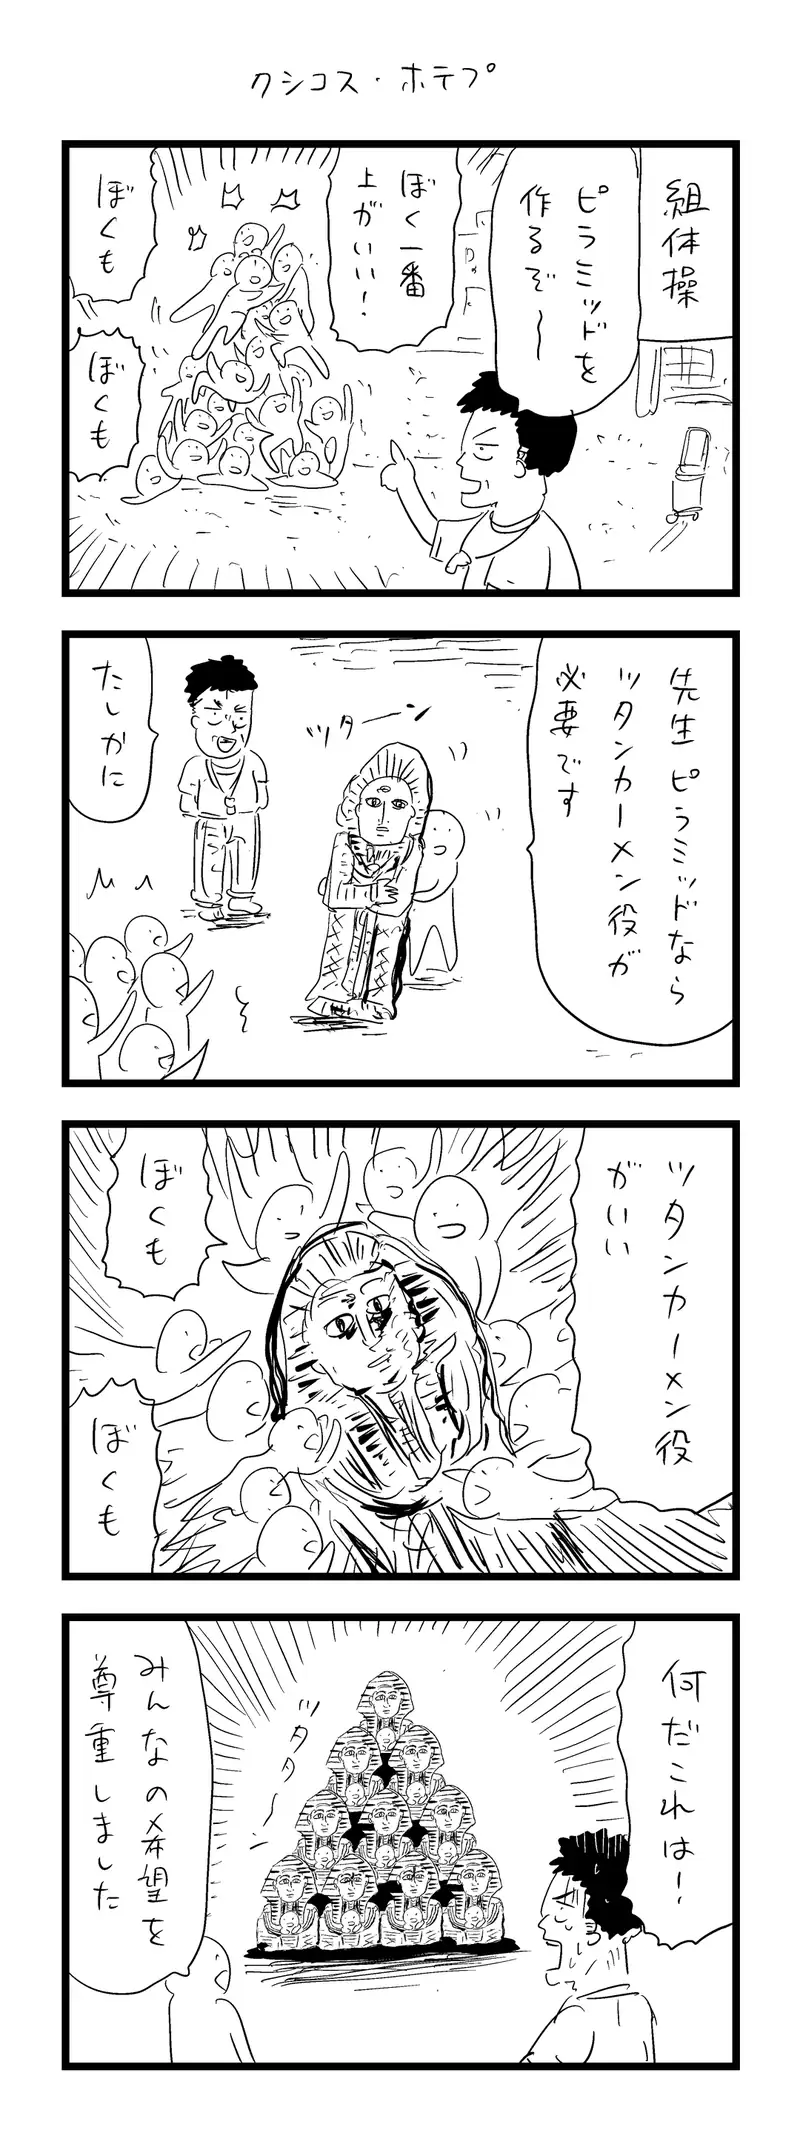 クシコス・ホテプ
組体操
ピラミッドを
作るぞ〜
ぼく一番
上がいい！
ぼくも
ぼくも
先生ピラミッドなら
ツタンカーメン役が
必要です
ツターン
たしかに
ツタンカーメン役
がいい
ぼくも
ぼくも
何だこれは！
ツタターン
みんなの希望を
尊重しました